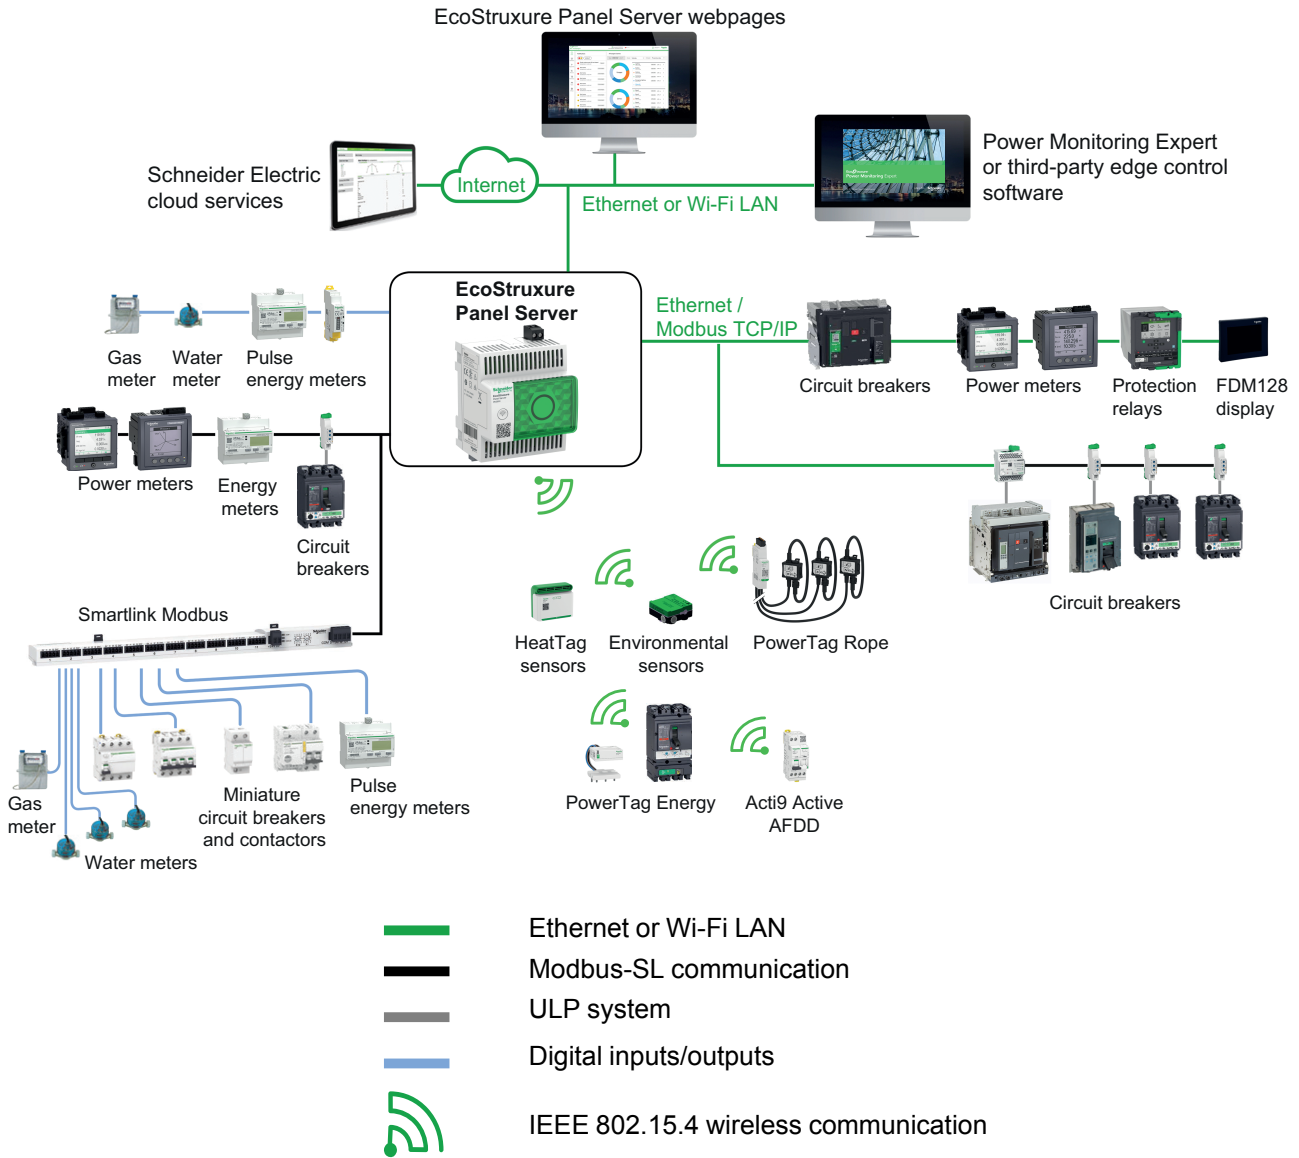 EcoStruxure Panel Server webpages
Schneider Electric
cloud services
Internet
Ethernet or Wi-Fi LAN
Power Monitoring Expert
or third-party edge control
software
Power Monitoring Expert
EcoStruxure
Panel Server
Ethernet /
Modbus TCP/IP
Gas
meter
Water
meter
Pulse
energy meters
Circuit breakers
Power meters
Protection
relays
FDM128
display
Power meters
Energy
meters
Circuit
breakers
Circuit breakers
Smartlink Modbus
HeatTag
sensors
Environmental
sensors
PowerTag Rope
Gas
meter
Water meters
Miniature
circuit breakers
and contactors
Pulse
energy meters
PowerTag Energy
Acti9 Active
AFDD
Ethernet or Wi-Fi LAN
Modbus-SL communication
ULP system
Digital inputs/outputs
IEEE 802.15.4 wireless communication